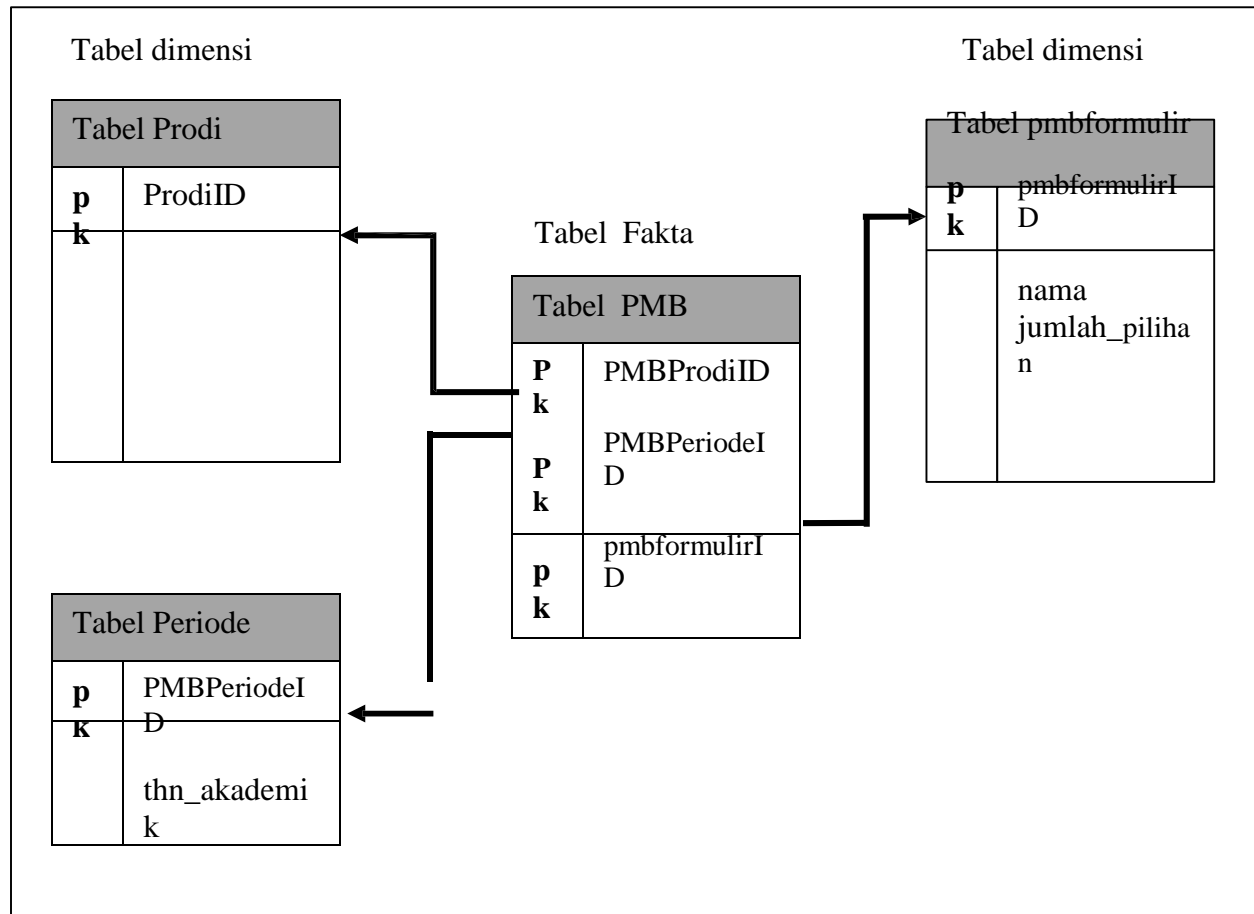 Tabel dimensi
Tabel Prodi
p
k
ProdiID
Tabel dimensi
Tabel pmbformulir
p
k
pmbformulirI
D
nama
jumlah_piliha
n
Tabel  Fakta
Tabel  PMB
P
k
PMBProdiID
P
k
PMBPeriodeI
D
p
k
pmbformulirI
D
Tabel Periode
p
k
PMBPeriodeI
D
thn_akademi
k